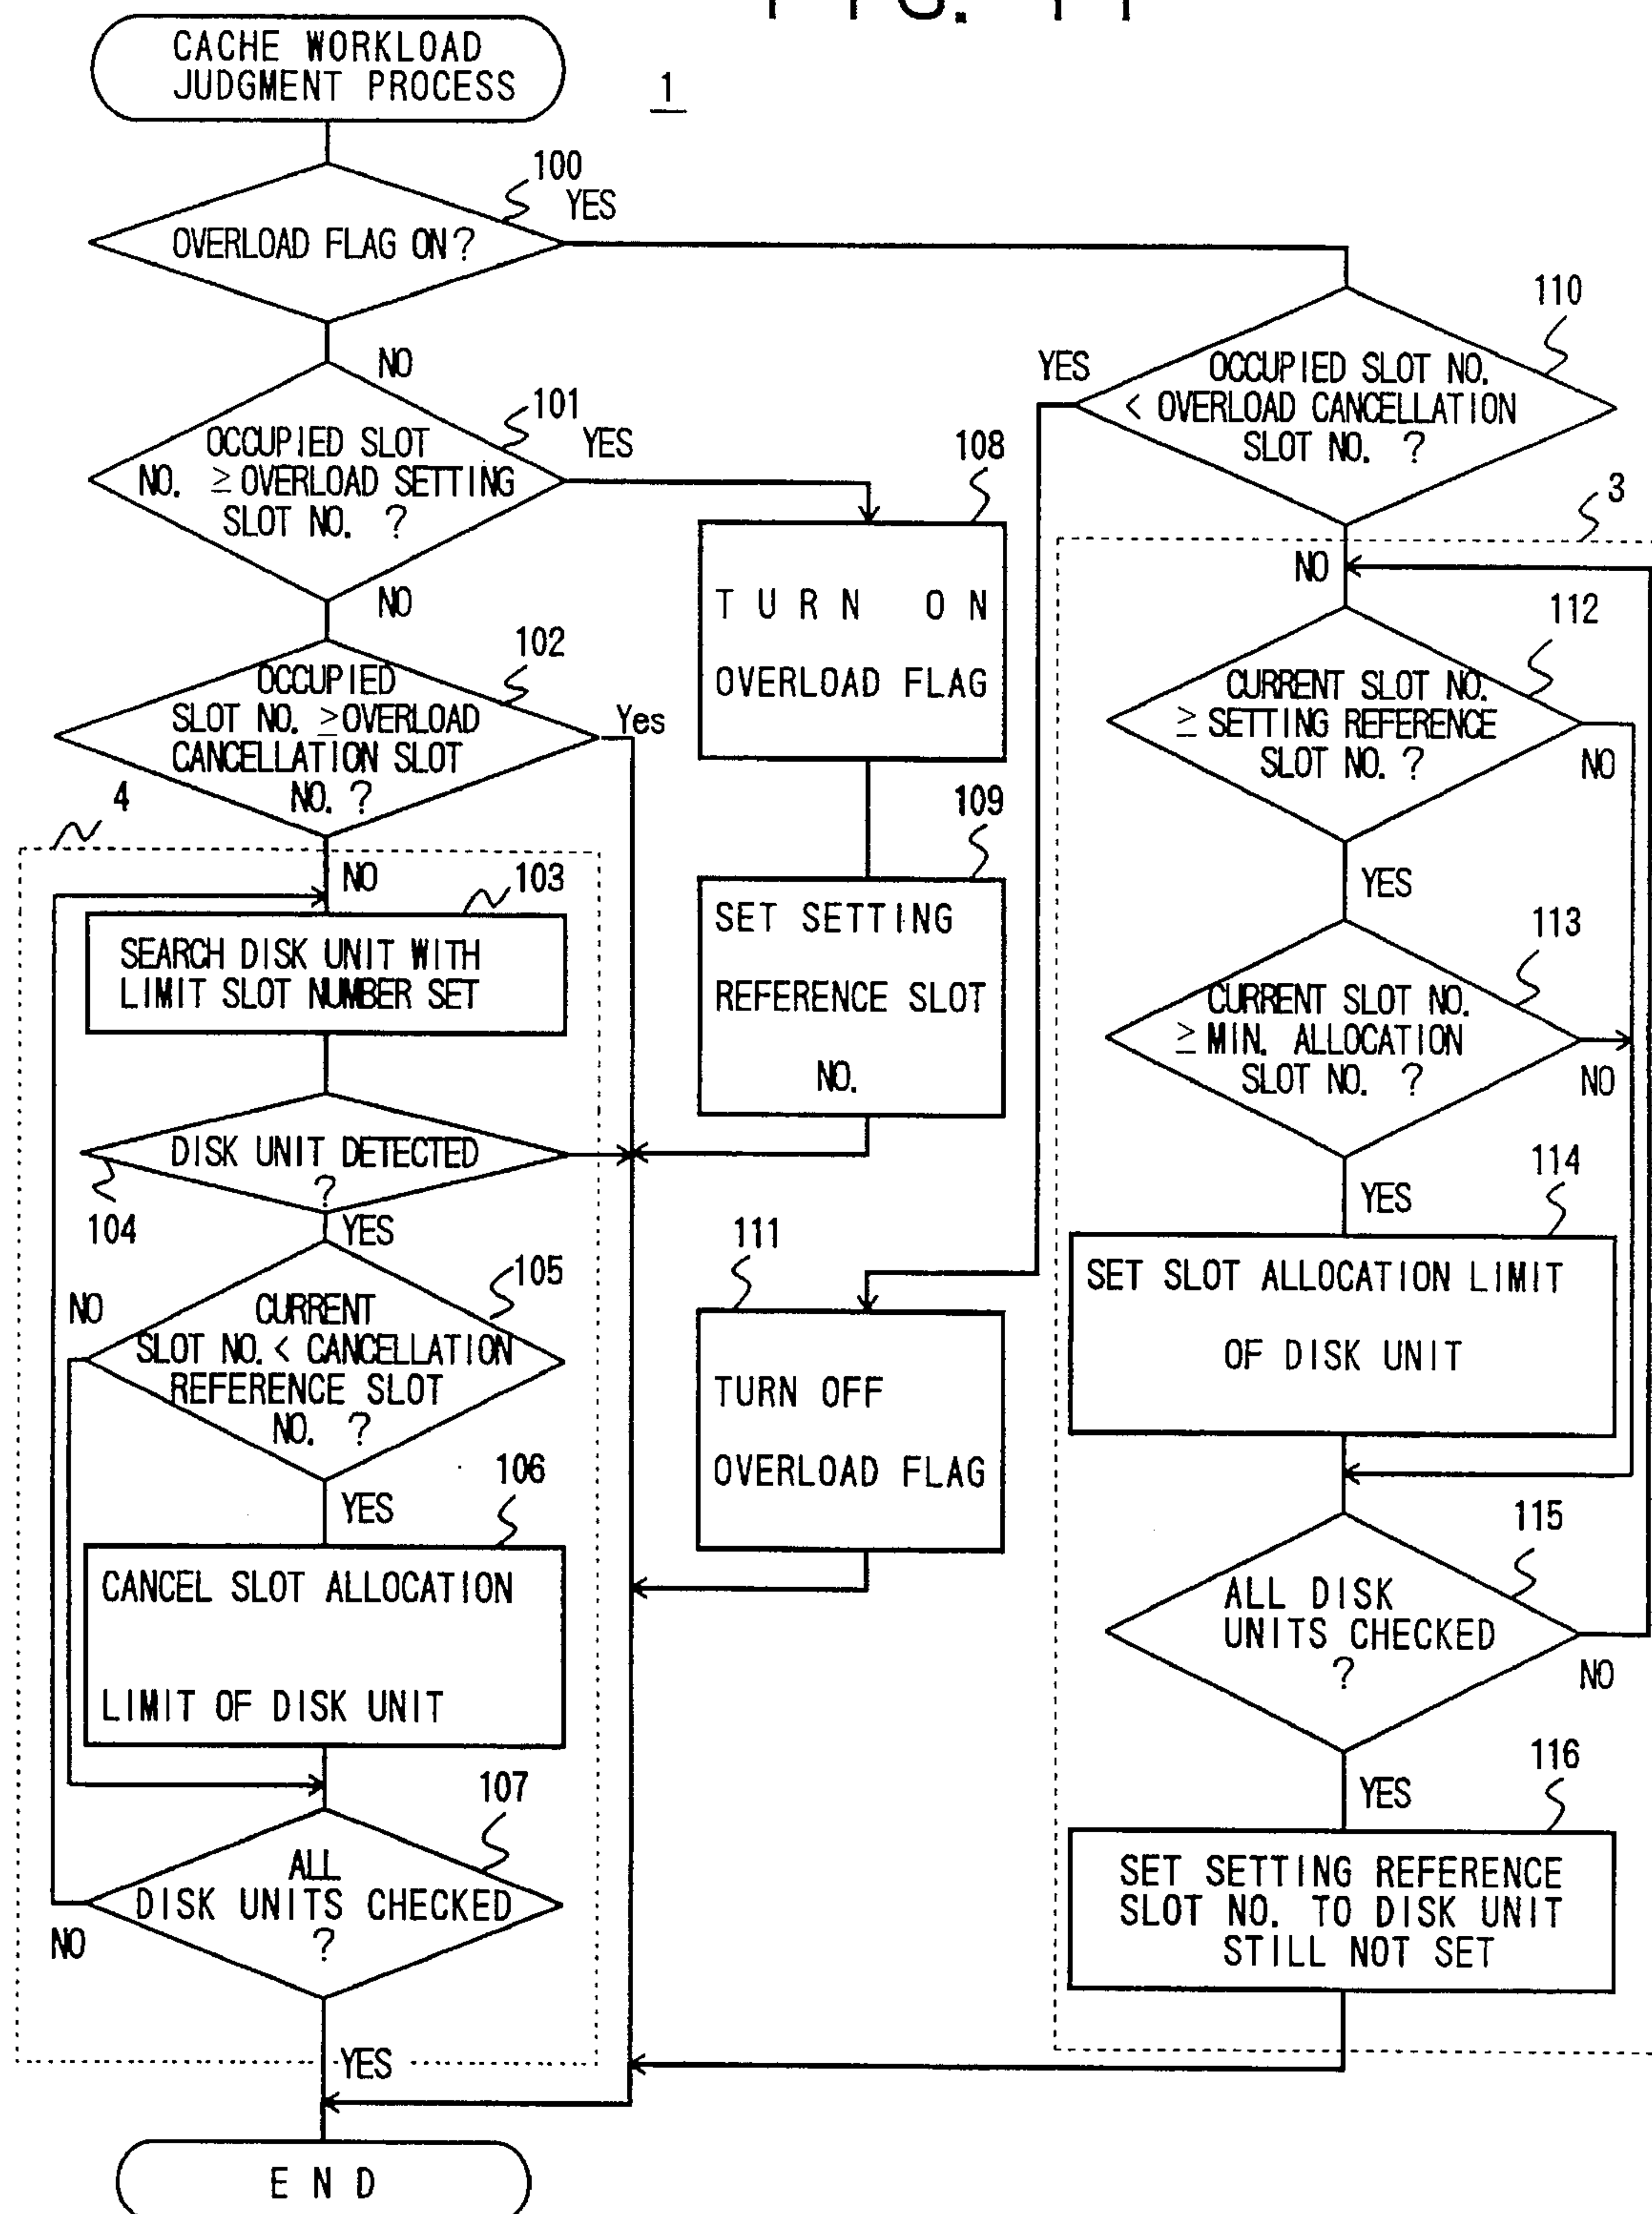 FIG. 11
CACHE WORKLOAD
JUDGMENT PROCESS
1
100
YES
OVERLOAD FLAG ON?
NO
101
YES
OCCUPIED SLOT
NO. ≥OVERLOAD SETTING
SLOT NO. ?
NO
102
OCCUPIED
SLOT NO. ≥OVERLOAD
CANCELLATION SLOT
NO. ?
Yes
4
NO
103
SEARCH DISK UNIT WITH
LIMIT SLOT NUMBER SET
DISK UNIT DETECTED
?
104
YES
105
NO
CURRENT
SLOT NO. < CANCELLATION
REFERENCE SLOT
NO. ?
106
YES
CANCEL SLOT ALLOCATION
LIMIT OF DISK UNIT
107
ALL
DISK UNITS CHECKED
?
NO
YES
END
108
TURN ON
OVERLOAD FLAG
109
SET SETTING
REFERENCE SLOT
NO.
111
TURN OFF
OVERLOAD FLAG
110
YES
OCCUPIED SLOT NO.
< OVERLOAD CANCELLATION
SLOT NO. ?
3
NO
112
CURRENT SLOT NO.
≥ SETTING REFERENCE
SLOT NO. ?
NO
YES
113
CURRENT SLOT NO.
≥ MIN. ALLOCATION
SLOT NO. ?
NO
YES
114
SET SLOT ALLOCATION LIMIT
OF DISK UNIT
115
ALL DISK
UNITS CHECKED
?
NO
YES
116
SET SETTING REFERENCE
SLOT NO. TO DISK UNIT
STILL NOT SET